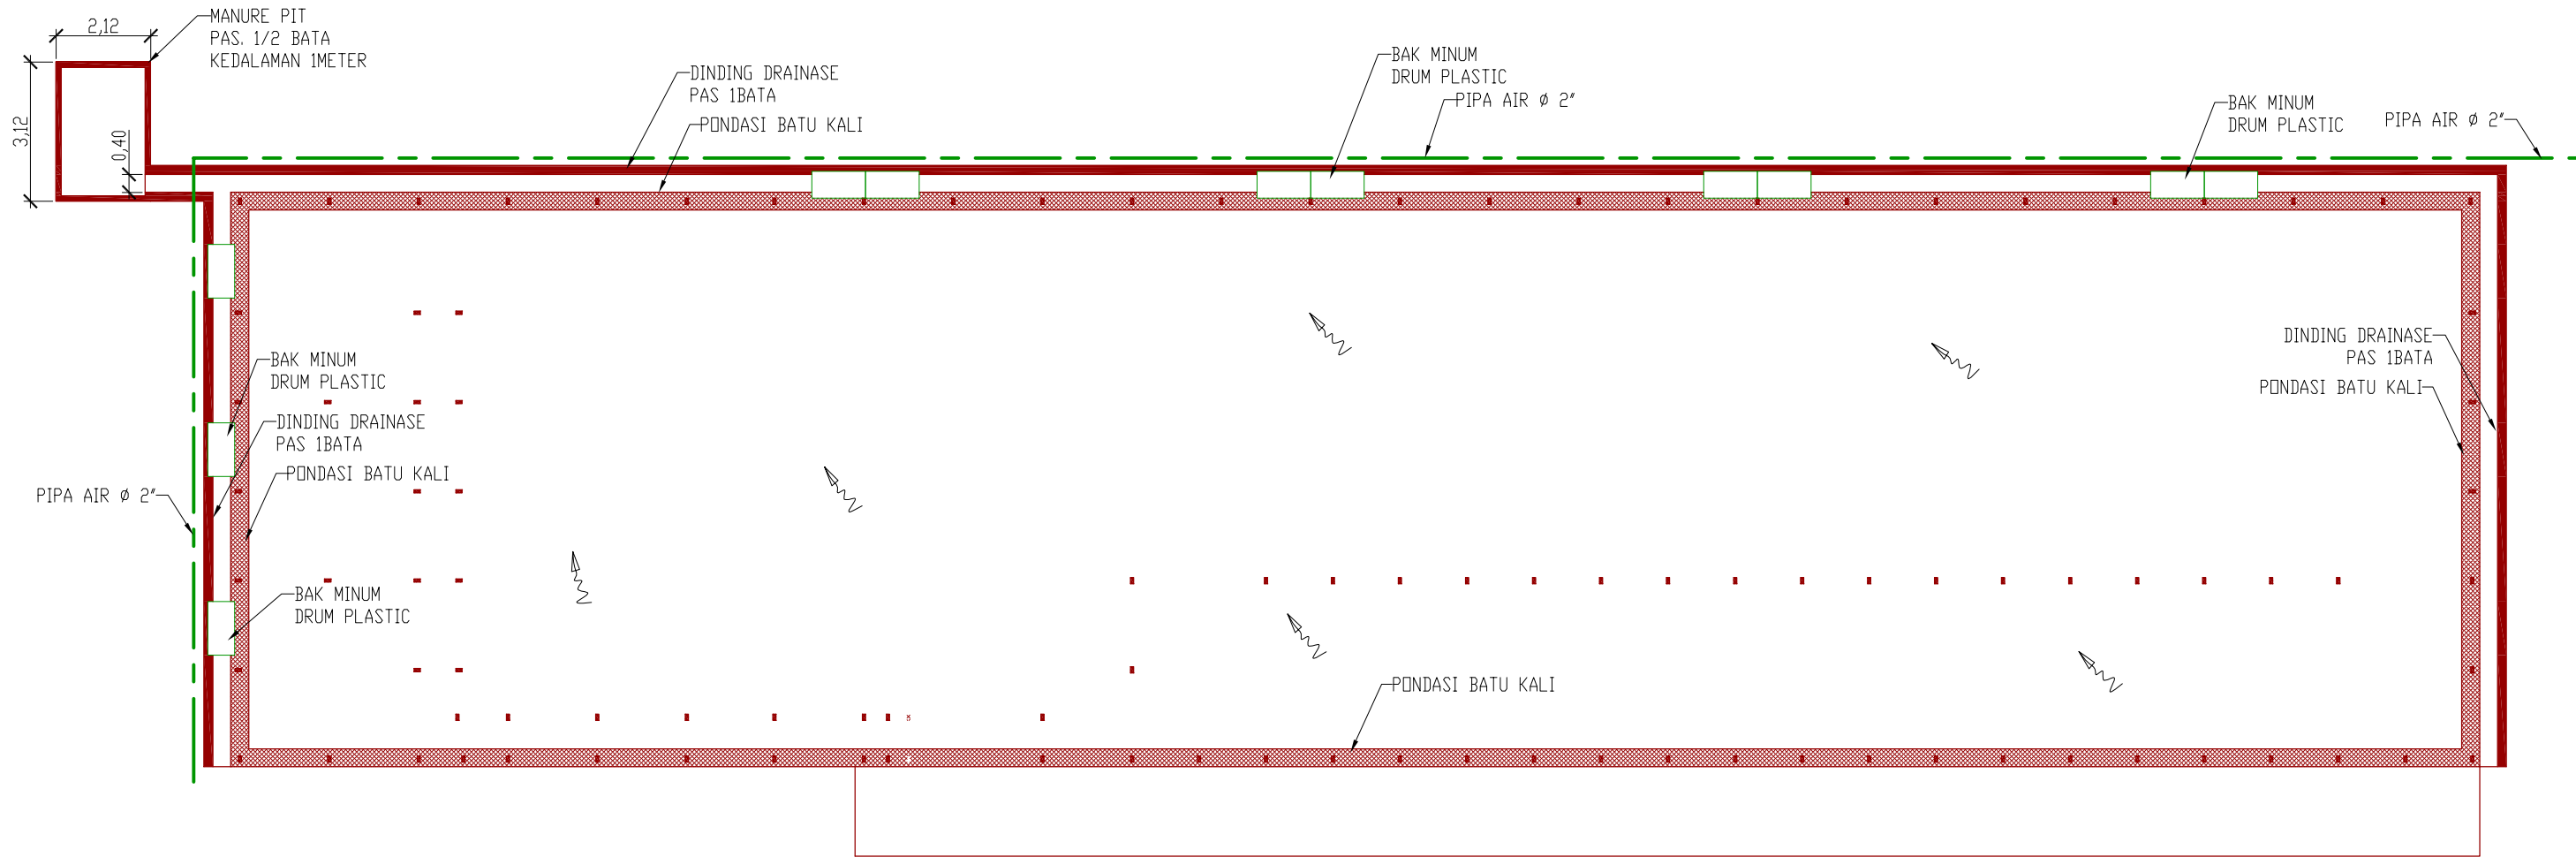 MANURE PIT
PAS. 1/2 BATA
KEDALAMAN 1METER
2,12
3,12
0,40
DINDING DRAINASE
PAS 1BATA
PONDASI BATU KALI
BAK MINUM
DRUM PLASTIC
PIPA AIR ø 2"
BAK MINUM
DRUM PLASTIC
PIPA AIR ø 2"
BAK MINUM
DRUM PLASTIC
DINDING DRAINASE
PAS 1BATA
PONDASI BATU KALI
PIPA AIR ø 2"
BAK MINUM
DRUM PLASTIC
DINDING DRAINASE
PAS 1BATA
PONDASI BATU KALI
PONDASI BATU KALI